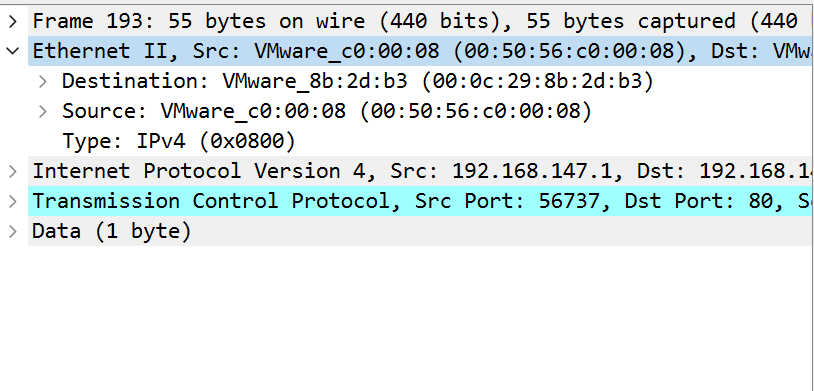 Frame 193: 55 bytes on wire (440 bits), 55 bytes captured (440
Ethernet II, Src: VMware_c0:00:08 (00:50:56:c0:00:08), Dst: VMw
Destination: VMware_8b:2d:b3 (00:0c:29:8b:2d:b3)
Source: VMware_c0:00:08 (00:50:56:c0:00:08)
Type: IPv4 (0x0800)
Internet Protocol Version 4, Src: 192.168.147.1, Dst: 192.168.14
Transmission Control Protocol, Src Port: 56737, Dst Port: 80, Se
Data (1 byte)